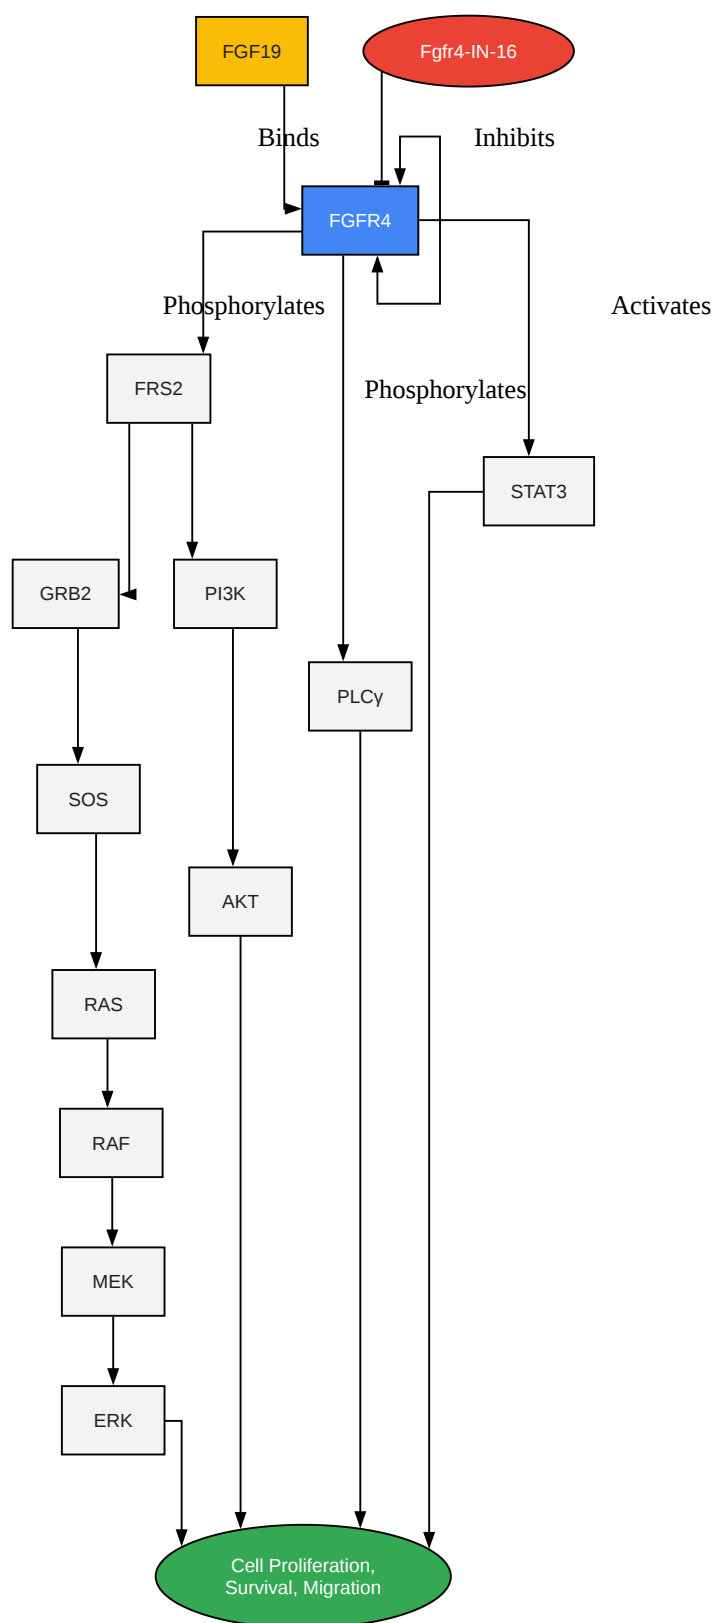 FGF19
Fgfr4-IN-16
Binds
Inhibits
FGFR4
Phosphorylates
Activates
FRS2
Phosphorylates
STAT3
GRB2
PI3K
PLCγ
SOS
AKT
RAS
RAF
MEK
ERK
Cell Proliferation,
Survival, Migration